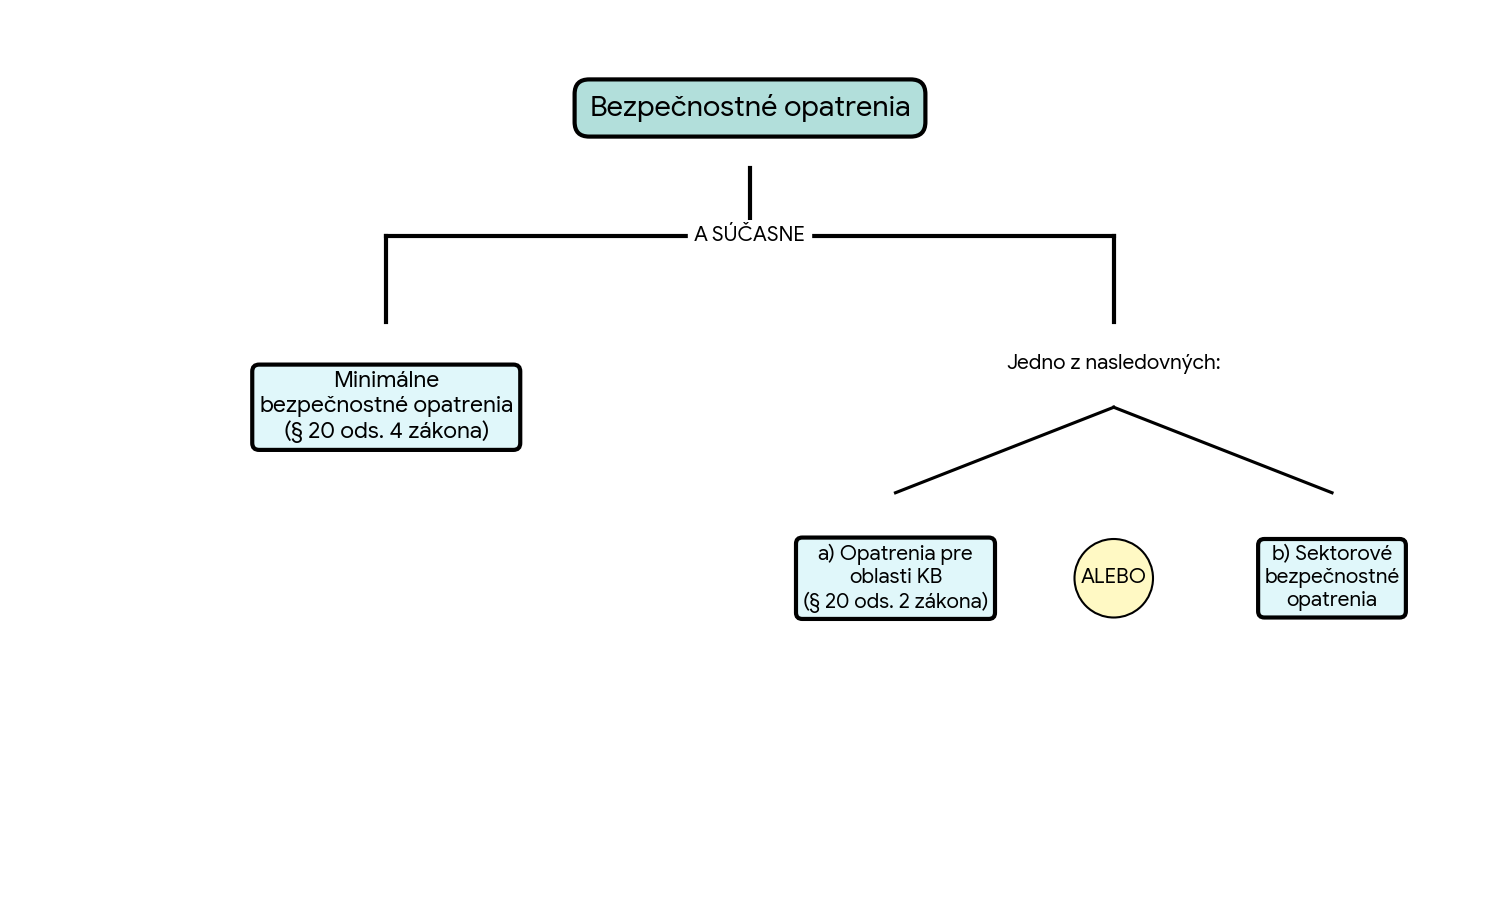 Bezpečnostné opatrenia
A SÚČASNE
Minimálne
bezpečnostné opatrenia
(§ 20 ods. 4 zákona)
Jedno z nasledovných:
a) Opatrenia pre
oblasti KB
(§ 20 ods. 2 zákona)
ALEBO
b) Sektorové
bezpečnostné
opatrenia